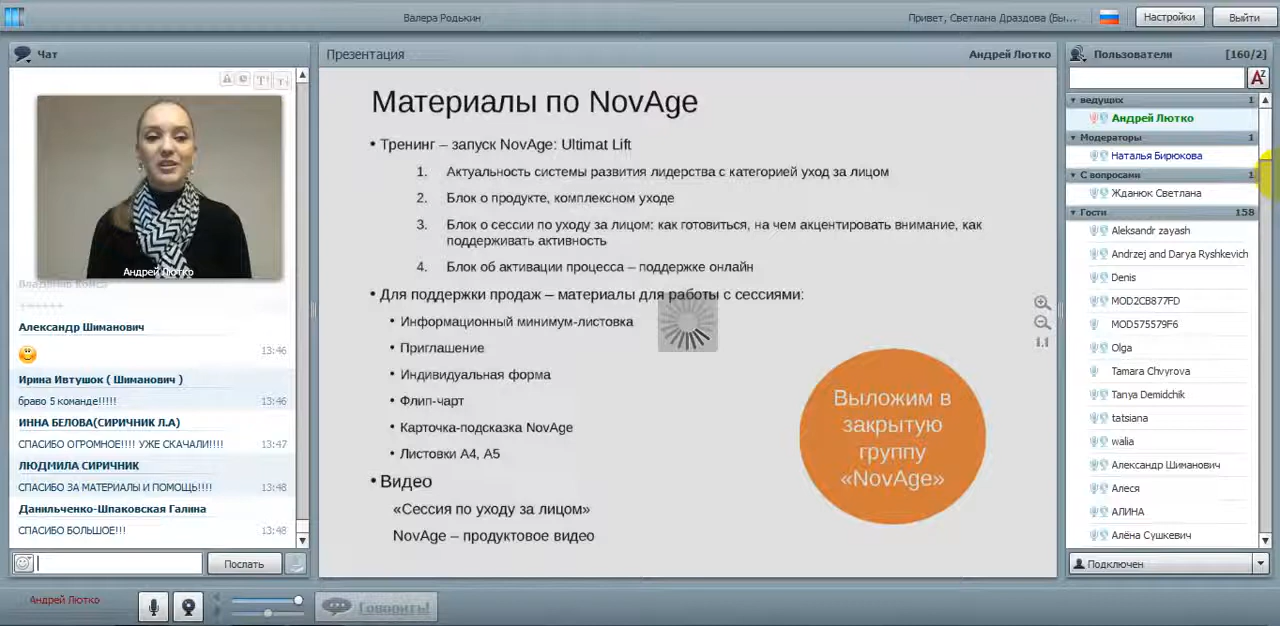 Валера Родькин
Привет, Светлана Драздова (Бы...
Настройки
Выйти
Чат
Андрей Лютко
Александр Шиманович
13:46
Ирина Ивтушок ( Шиманович )
браво 5 команде!!!!!
13:46
ИННА БЕЛОВА(СИРИЧНИК Л.А)
СПАСИБО ОГРОМНОЕ!!!! УЖЕ СКАЧАЛИ!!!!
13:47
ЛЮДМИЛА СИРИЧНИК
СПАСИБО ЗА МАТЕРИАЛЫ И ПОМОЩЬ!!!!
13:48
Данильченко-Шпаковская Галина
СПАСИБО БОЛЬШОЕ!!!
13:48
Послать
Презентация
Андрей Лютко
Материалы по NovAge
• Тренинг – запуск NovAge: Ultimat Lift
1. Актуальность системы развития лидерства с категорией уход за лицом
2. Блок о продукте, комплексном уходе
3. Блок о сессии по уходу за лицом: как готовиться, на чем акцентировать внимание, как
поддерживать активность
4. Блок об активации процесса – поддержке онлайн
• Для поддержки продаж – материалы для работы с сессиями:
• Информационный минимум-листовка
• Приглашение
• Индивидуальная форма
• Флип-чарт
• Карточка-подсказка NovAge
• Листовки А4, А5
• Видео
«Сессия по уходу за лицом»
NovAge – продуктовое видео
Выложим в
закрытую
группу
«NovAge»
1:1
Пользователи
[160/2]
ведущих 1
Андрей Лютко
Модераторы 1
Наталья Бирюкова
С вопросами 1
Жданюк Светлана
Гости 158
Aleksandr zayash
Andrzej and Darya Ryshkevich
Denis
MOD2CB877FD
MOD575579F6
Olga
Tamara Chvyrova
Tanya Demidchik
tatsiana
walia
Александр Шиманович
Алеся
АЛИНА
Алёна Сушкевич
Подключен
Андрей Лютко
Говорить!